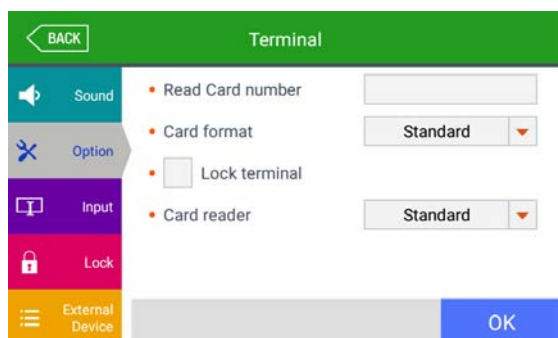 BACK
Terminal
Sound
Option
Input
Lock
External
Device
Read Card number
Card format
Standard
Lock terminal
Card reader
Standard
OK